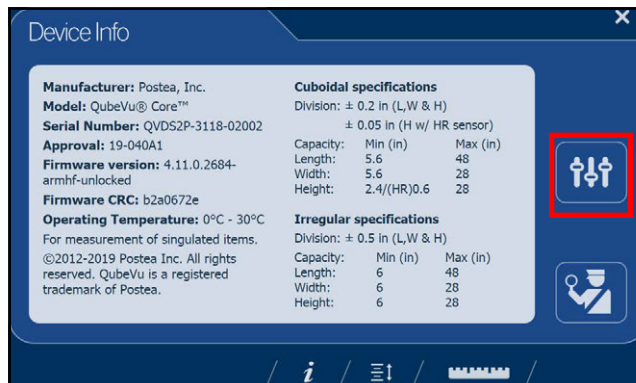 Device Info
Manufacturer: Postea, Inc.
Model: QubeVu® Core™
Serial Number: QVDS2P-3118-02002
Approval: 19-040A1
Firmware version: 4.11.0.2684-
armhf-unlocked
Firmware CRC: b2a0672e
Operating Temperature: 0°C - 30°C
For measurement of singulated items.
©2012-2019 Postea Inc. All rights
reserved. QubeVu is a registered
trademark of Postea.
Cuboidal specifications
Division: ± 0.2 in (L,W & H)
± 0.05 in (H w/ HR sensor)
Capacity: Min (in) Max (in)
Length: 5.6 48
Width: 5.6 28
Height: 2.4/(HR)0.6 28
Irregular specifications
Division: ± 0.5 in (L,W & H)
Capacity: Min (in) Max (in)
Length: 6 48
Width: 6 28
Height: 6 28